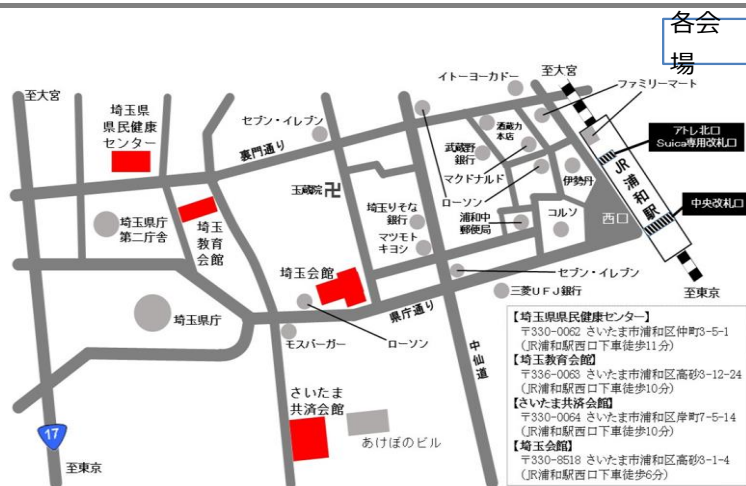 各会
場
至大宮
埼玉県
県民健康
センター
セブン・イレブン
裏門通り
イトーヨーカドー
至大宮
ファミリーマート
酒蔵力
本店
武蔵野
銀行
マクドナルド
ローソン
伊勢丹
アトレ北口
Suica専用改札口
JR浦和駅
中央改札口
西口
玉蔵院
卍
埼玉りそな
銀行
マツモト
キヨシ
浦和中
郵便局
コルソ
埼玉県庁
第二庁舎
埼玉
教育
会館
埼玉会館
セブン・イレブン
三菱UFJ銀行
至東京
埼玉県庁
県庁通り
モスバーガー
ローソン
中仙道
さいたま
共済会館
あけぼのビル
17
至東京
【埼玉県県民健康センター】
〒330-0062 さいたま市浦和区仲町3-5-1
(JR浦和駅西口下車徒歩11分)
【埼玉教育会館】
〒336-0063 さいたま市浦和区高砂3-12-24
(JR浦和駅西口下車徒歩10分)
【さいたま共済会館】
〒330-0064 さいたま市浦和区岸町7-5-14
(JR浦和駅西口下車徒歩10分)
【埼玉会館】
〒330-8518 さいたま市浦和区高砂3-1-4
(JR浦和駅西口下車徒歩6分)